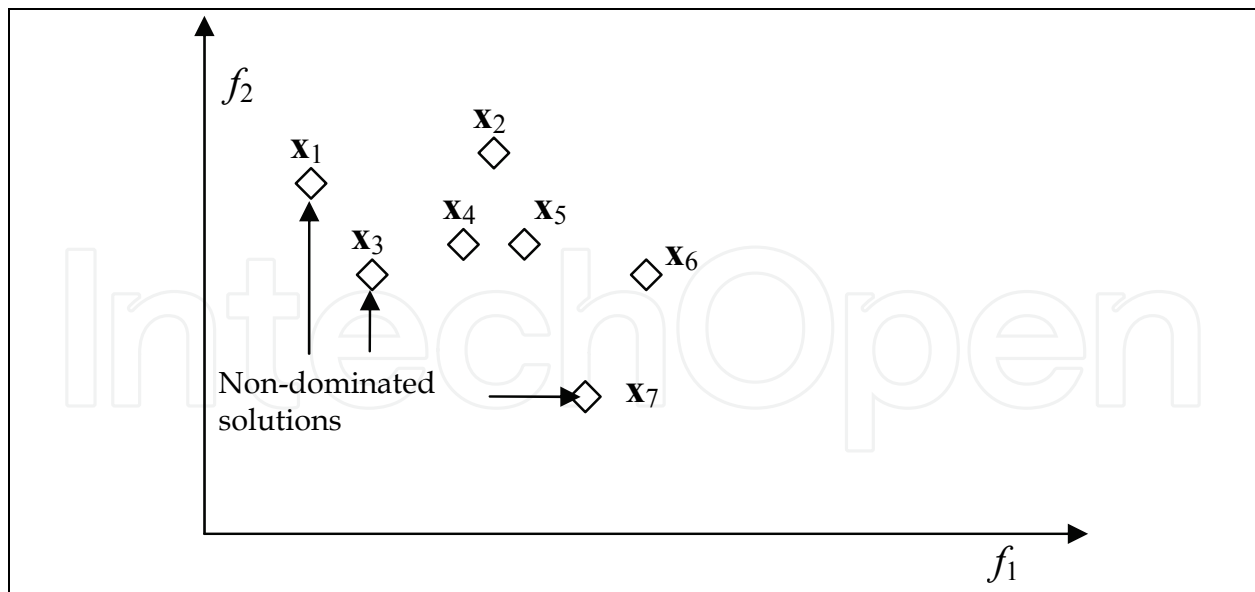 f2
x2
x1
x4
x5
x3
x6
IntechOpen
Non-dominated
solutions
x7
f1